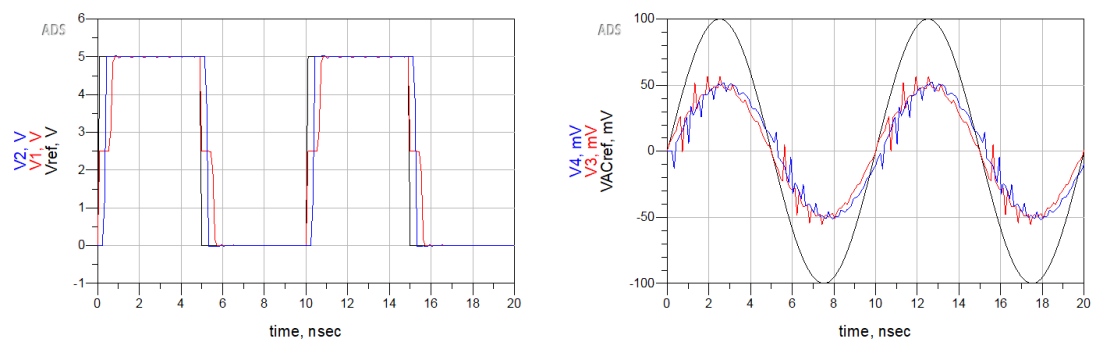 ADS
6
5
4
3
2
1
0
-1
V2, V
V1, V
Vref, V
0 2 4 6 8 10 12 14 16 18 20
time, nsec
ADS
100
50
0
-50
-100
V4, mV
V3, mV
VACref, mV
0 2 4 6 8 10 12 14 16 18 20
time, nsec